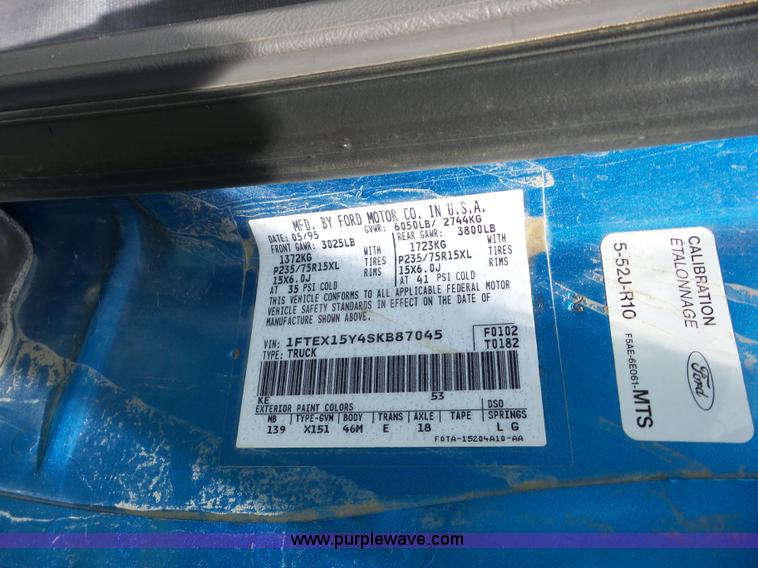 MFD. BY FORD MOTOR CO. IN U.S.A.
DATE: 05/95 GVWR: 6050LB/ 2744KG
FRONT GAWR: 3025LB REAR GAWR: 3800LB
1372KG WITH 1723KG WITH
P235/75R15XL TIRES P235/75R15XL TIRES
15X6.0J RIMS 15X6.0J RIMS
AT 35 PSI COLD AT 41 PSI COLD
THIS VEHICLE CONFORMS TO ALL APPLICABLE FEDERAL MOTOR
VEHICLE SAFETY STANDARDS IN EFFECT ON THE DATE OF
MANUFACTURE SHOWN ABOVE.
VIN: 1FTEX15Y4SKB87045 F0102
TYPE: TRUCK T0182
KE 53
EXTERIOR PAINT COLORS DSO
WB TYPE-GVW BODY TRANS AXLE TAPE SPRINGS
139 X151 46M E 18 L G
F0TA-15204A10-AA
CALIBRATION
ÉTALONNAGE
5-52J-R10
F5AE-6E061-MTS
Ford
www.purplewave.com